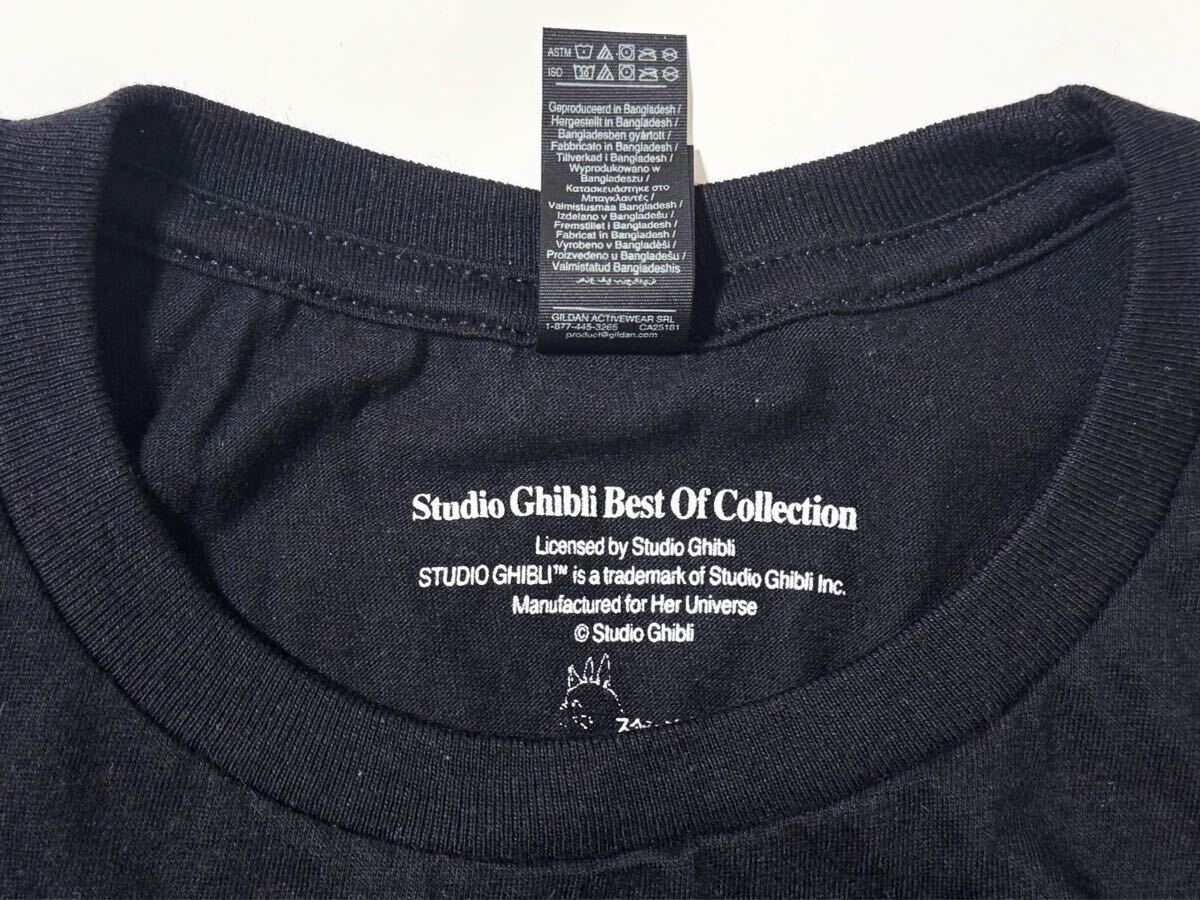 ASTM
ISO 30
Geproduceerd in Bangladesh /
Hergestellt in Bangladesh /
Bangladesben gyártott /
Fabbricato in Bangladesh /
Tillverkad i Bangladesh /
Wyprodukowano w
Bangladeszu /
Κατασκευάστηκε στο
Μπαγκλαντές /
Valmistusmaa Bangladesh /
Izdelano v Bangladešu /
Fremstillet i Bangladesh /
Fabricat in Bangladesh /
Vyrobeno v Bangladéši /
Proizvedeno u Bangladešu /
Valmistatud Bangladeshis
GILDAN ACTIVEWEAR SRL
1-877-445-3265 CA25181
product@gildan.com
Studio Ghibli Best Of Collection
Licensed by Studio Ghibli
STUDIO GHIBLI™ is a trademark of Studio Ghibli Inc.
Manufactured for Her Universe
© Studio Ghibli